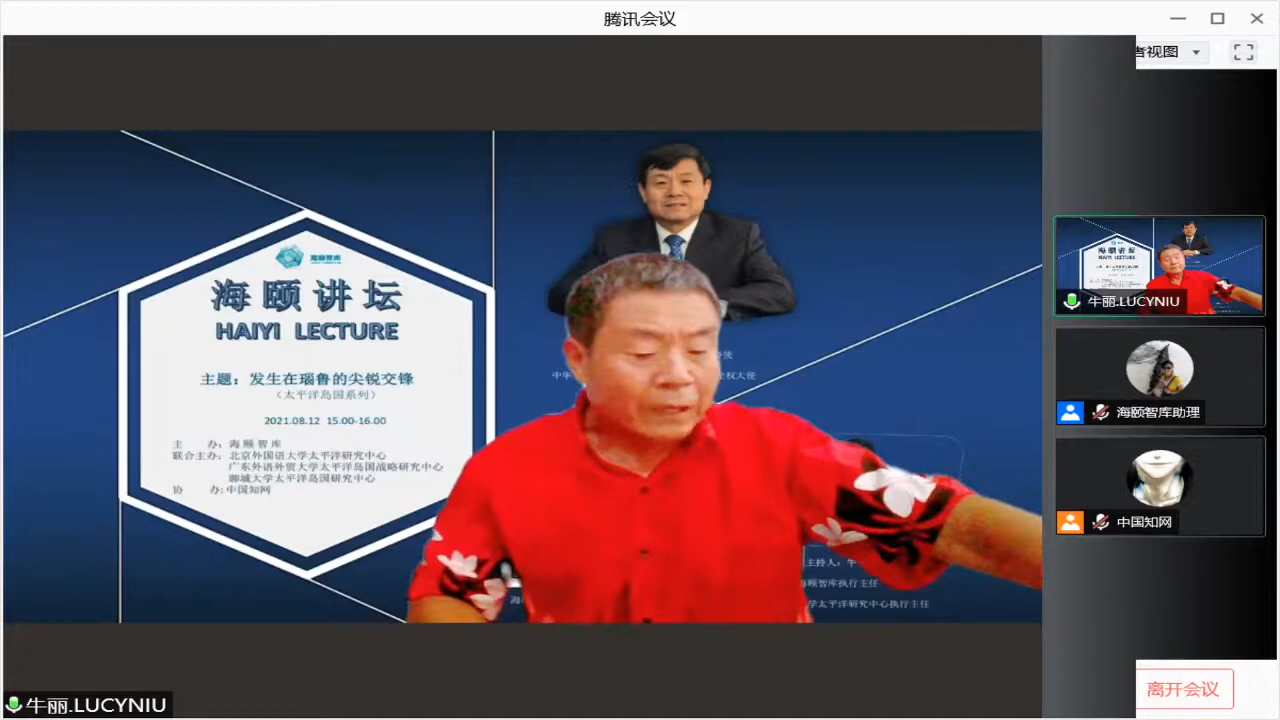 腾讯会议
者视图
海颐智库
海颐讲坛
HAIYI LECTURE
主题：发生在瑙鲁的尖锐交锋
（太平洋岛国系列）
2021.08.12 15.00-16.00
主 办：海颐智库
联合主办：北京外国语大学太平洋研究中心
广东外语外贸大学太平洋岛国战略研究中心
聊城大学太平洋岛国研究中心
协 办：中国知网
使
中华
全权大使
主持人：牛
海颐智库执行主任
学太平洋研究中心执行主任
海
牛丽.LUCYNIU
海颐讲坛
HAIYI LECTURE
牛丽.LUCYNIU
海颐智库助理
中国知网
离开会议